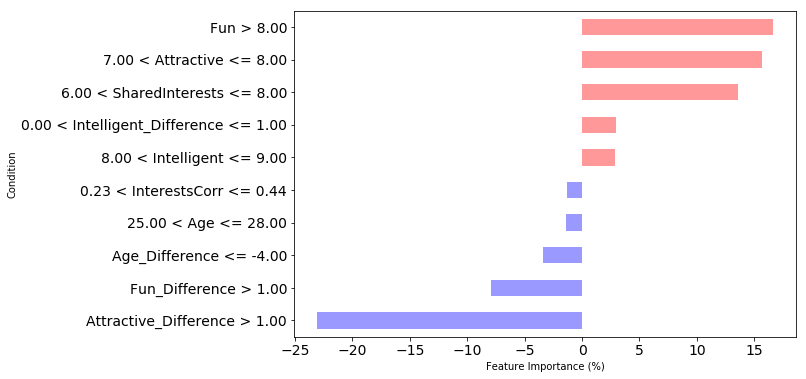 Fun > 8.00
7.00 < Attractive <= 8.00
6.00 < SharedInterests <= 8.00
0.00 < Intelligent_Difference <= 1.00
8.00 < Intelligent <= 9.00
0.23 < InterestsCorr <= 0.44
25.00 < Age <= 28.00
Age_Difference <= -4.00
Fun_Difference > 1.00
Attractive_Difference > 1.00
Condition
−25 −20 −15 −10 −5 0 5 10 15
Feature Importance (%)